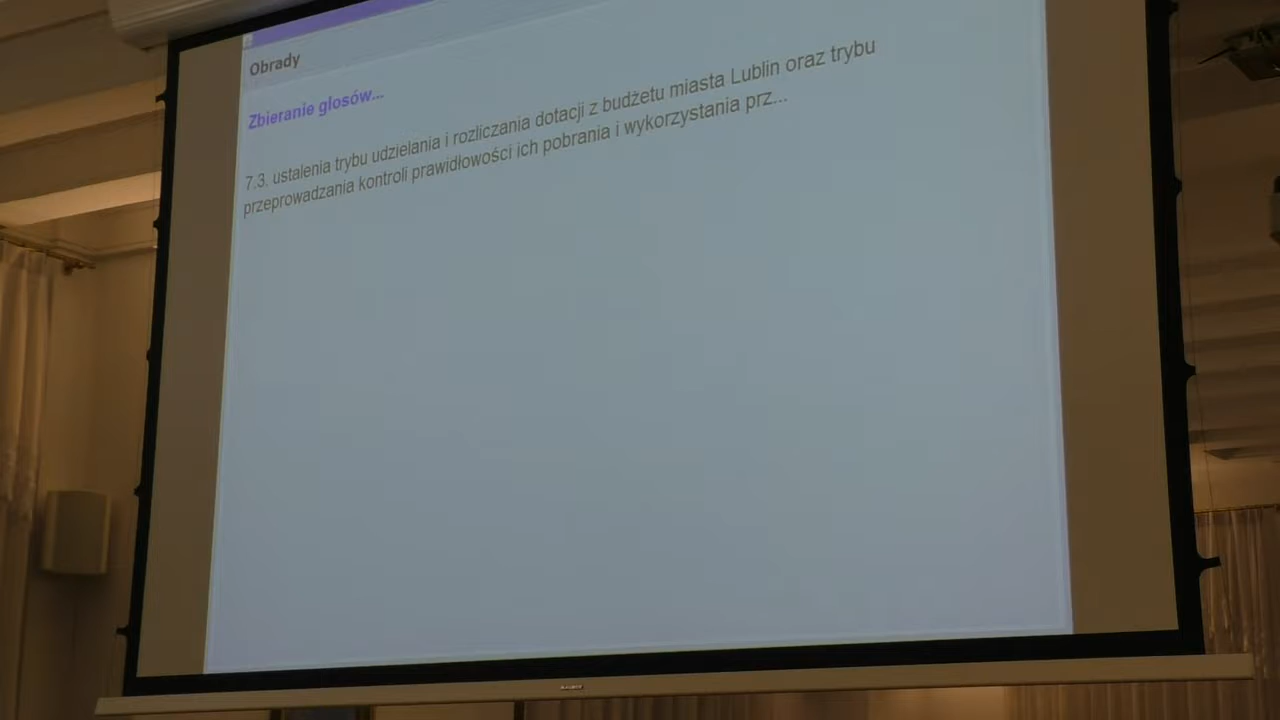 Obrady
Zbieranie głosów...
7.3. ustalenia trybu udzielania i rozliczania dotacji z budżetu miasta Lublin oraz trybu
przeprowadzania kontroli prawidłowości ich pobrania i wykorzystania prz...